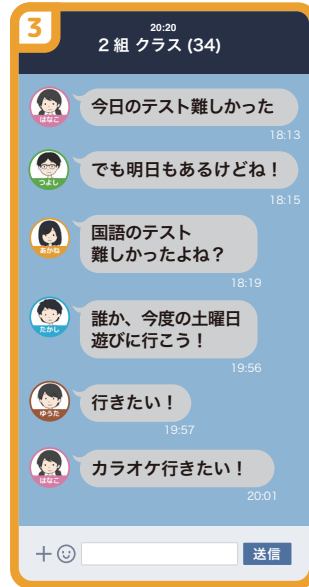 3
20:20
2組 クラス (34)
はなこ
今日のテスト難しかった
18:13
つよし
でも明日もあるけどね！
18:15
あかね
国語のテスト
難しかったよね？
18:19
たかし
誰か、今度の土曜日
遊びに行こう！
19:56
ゆうた
行きたい！
19:57
はなこ
カラオケ行きたい！
20:01
送信